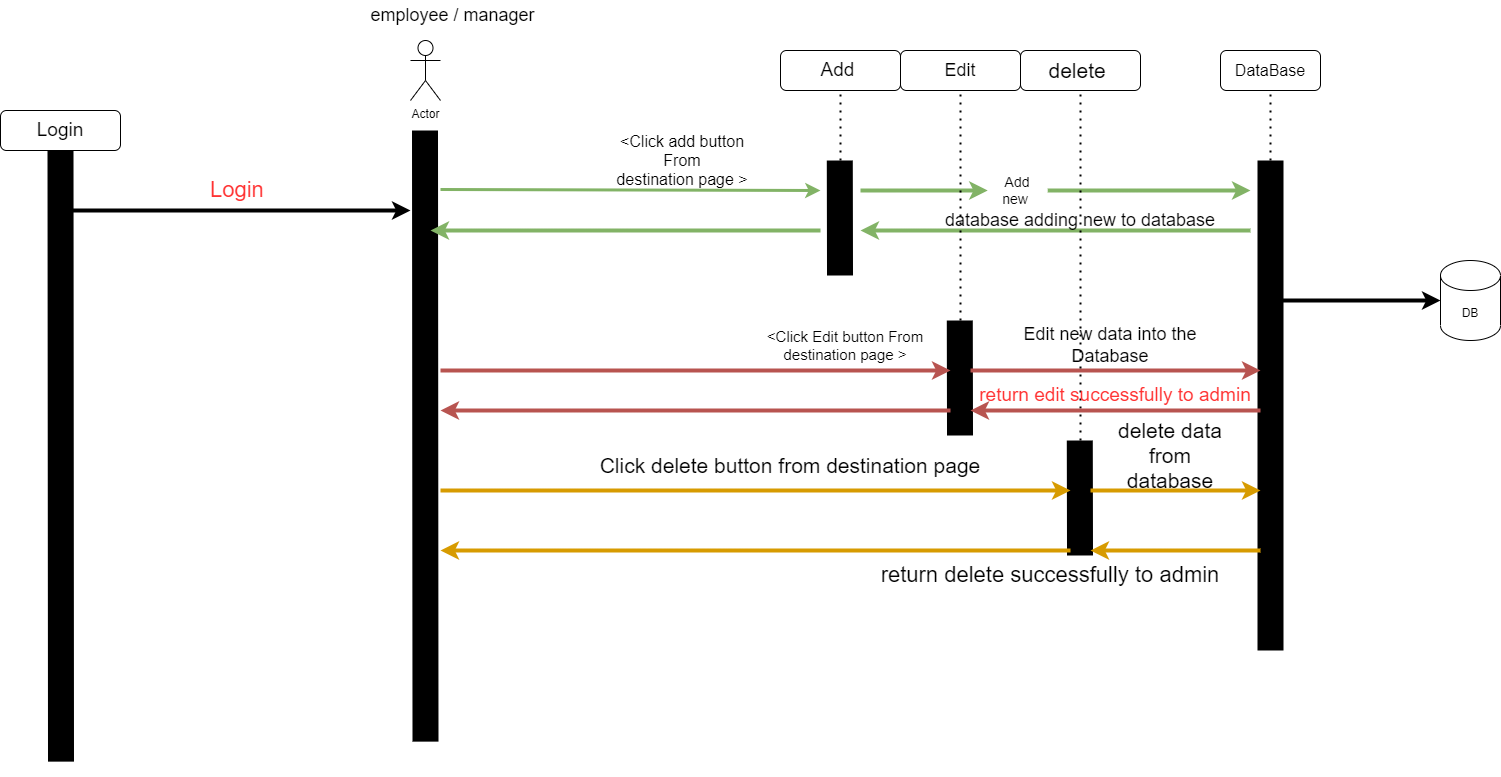 employee / manager
Actor
Login
Add
Edit
delete
DataBase
<Click add button
From
destination page >
Login
Add
new
database adding new to database
DB
<Click Edit button From
destination page >
Edit new data into the
Database
return edit successfully to admin
delete data
from
database
Click delete button from destination page
return delete successfully to admin